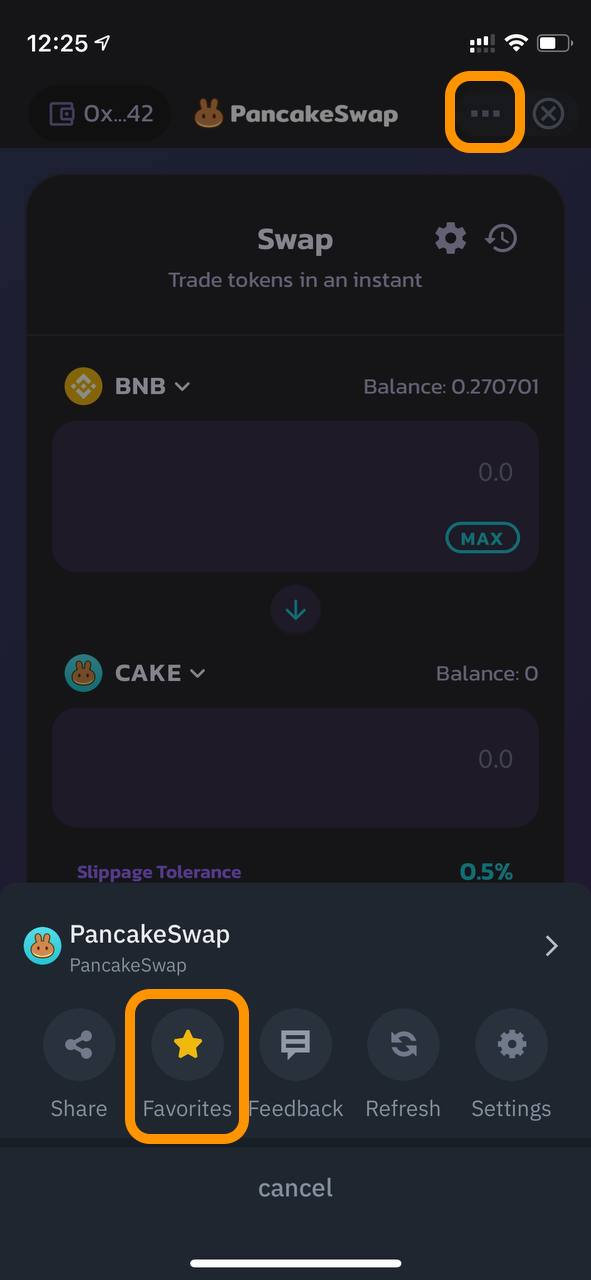 12:25
0x...42 PancakeSwap
Swap
Trade tokens in an instant
BNB Balance: 0.270701
0.0
MAX
CAKE Balance: 0
0.0
Slippage Tolerance 0.5%
PancakeSwap
PancakeSwap
Share Favorites Feedback Refresh Settings
cancel